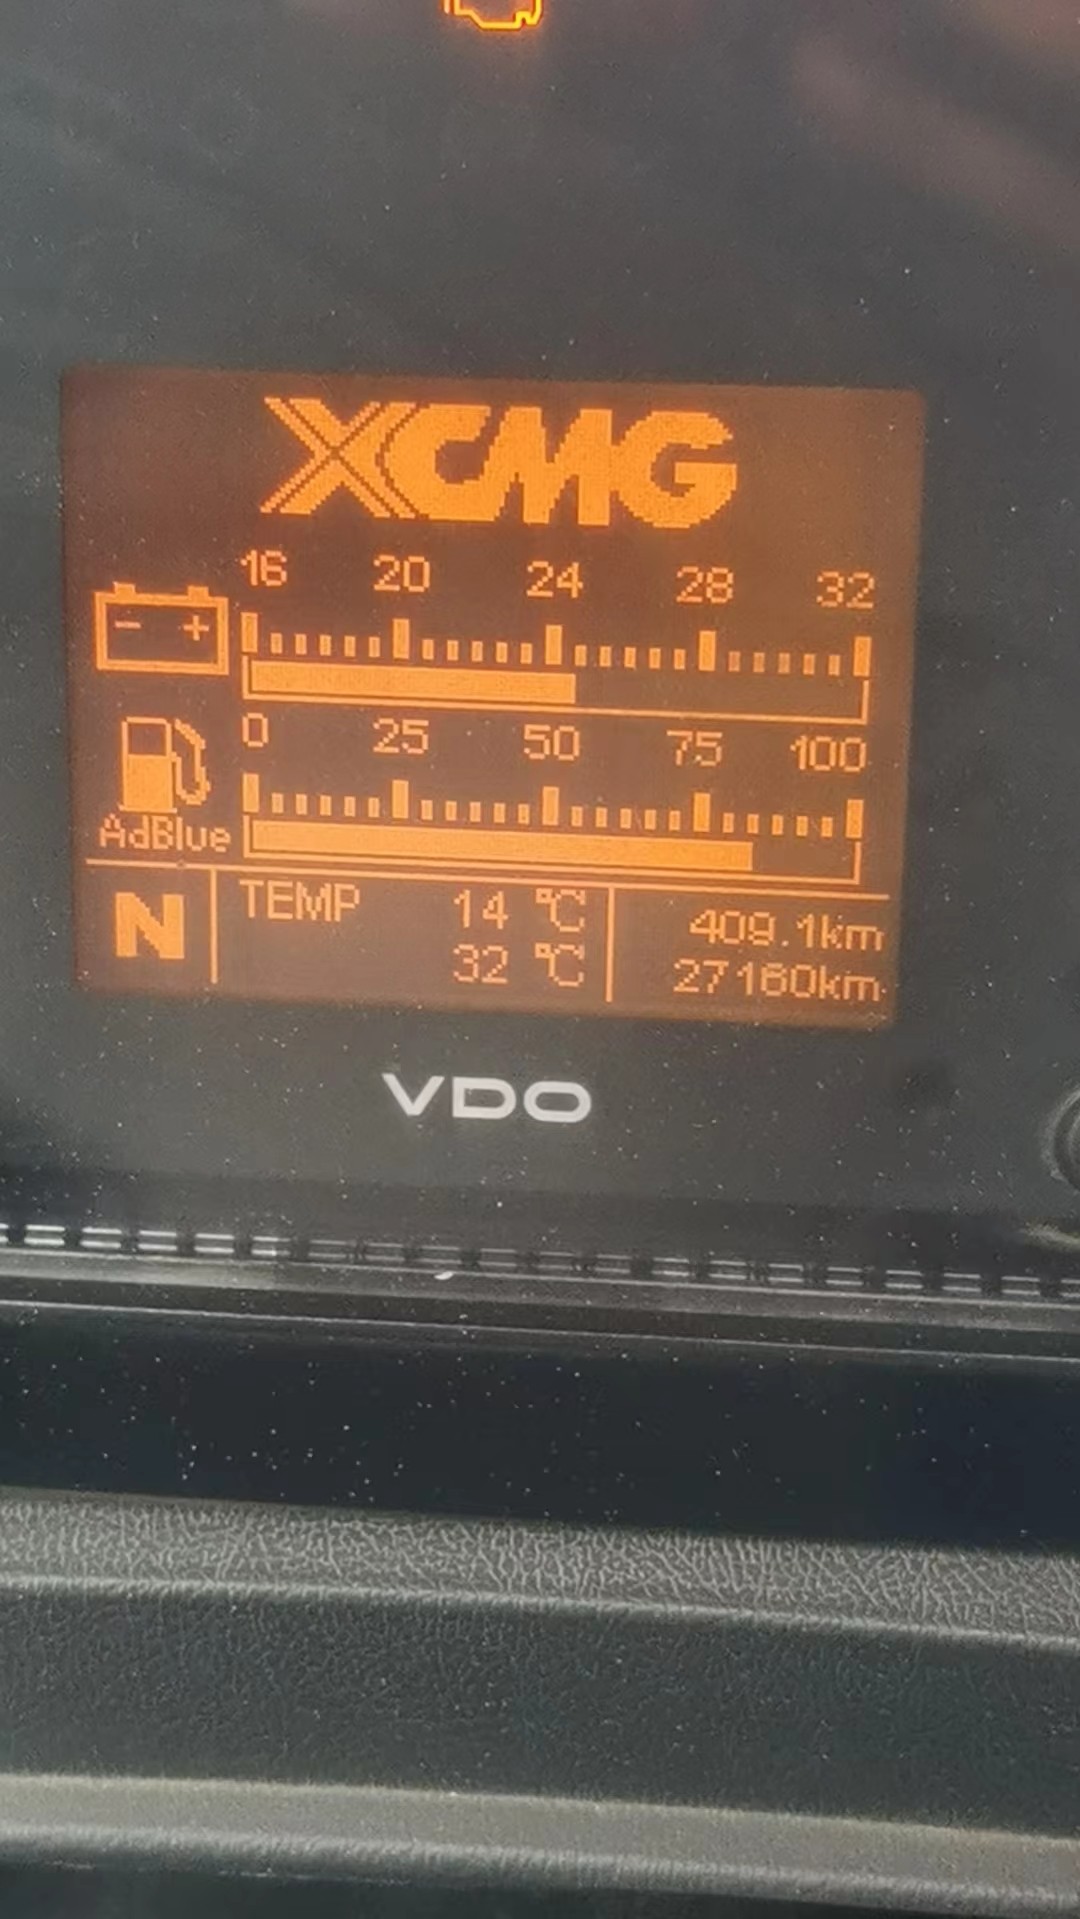 XCMG
16 20 24 28 32
- +
0 25 50 75 100
AdBlue
N
TEMP 14 ℃ 409.1km
32 ℃ 27160km
VDO